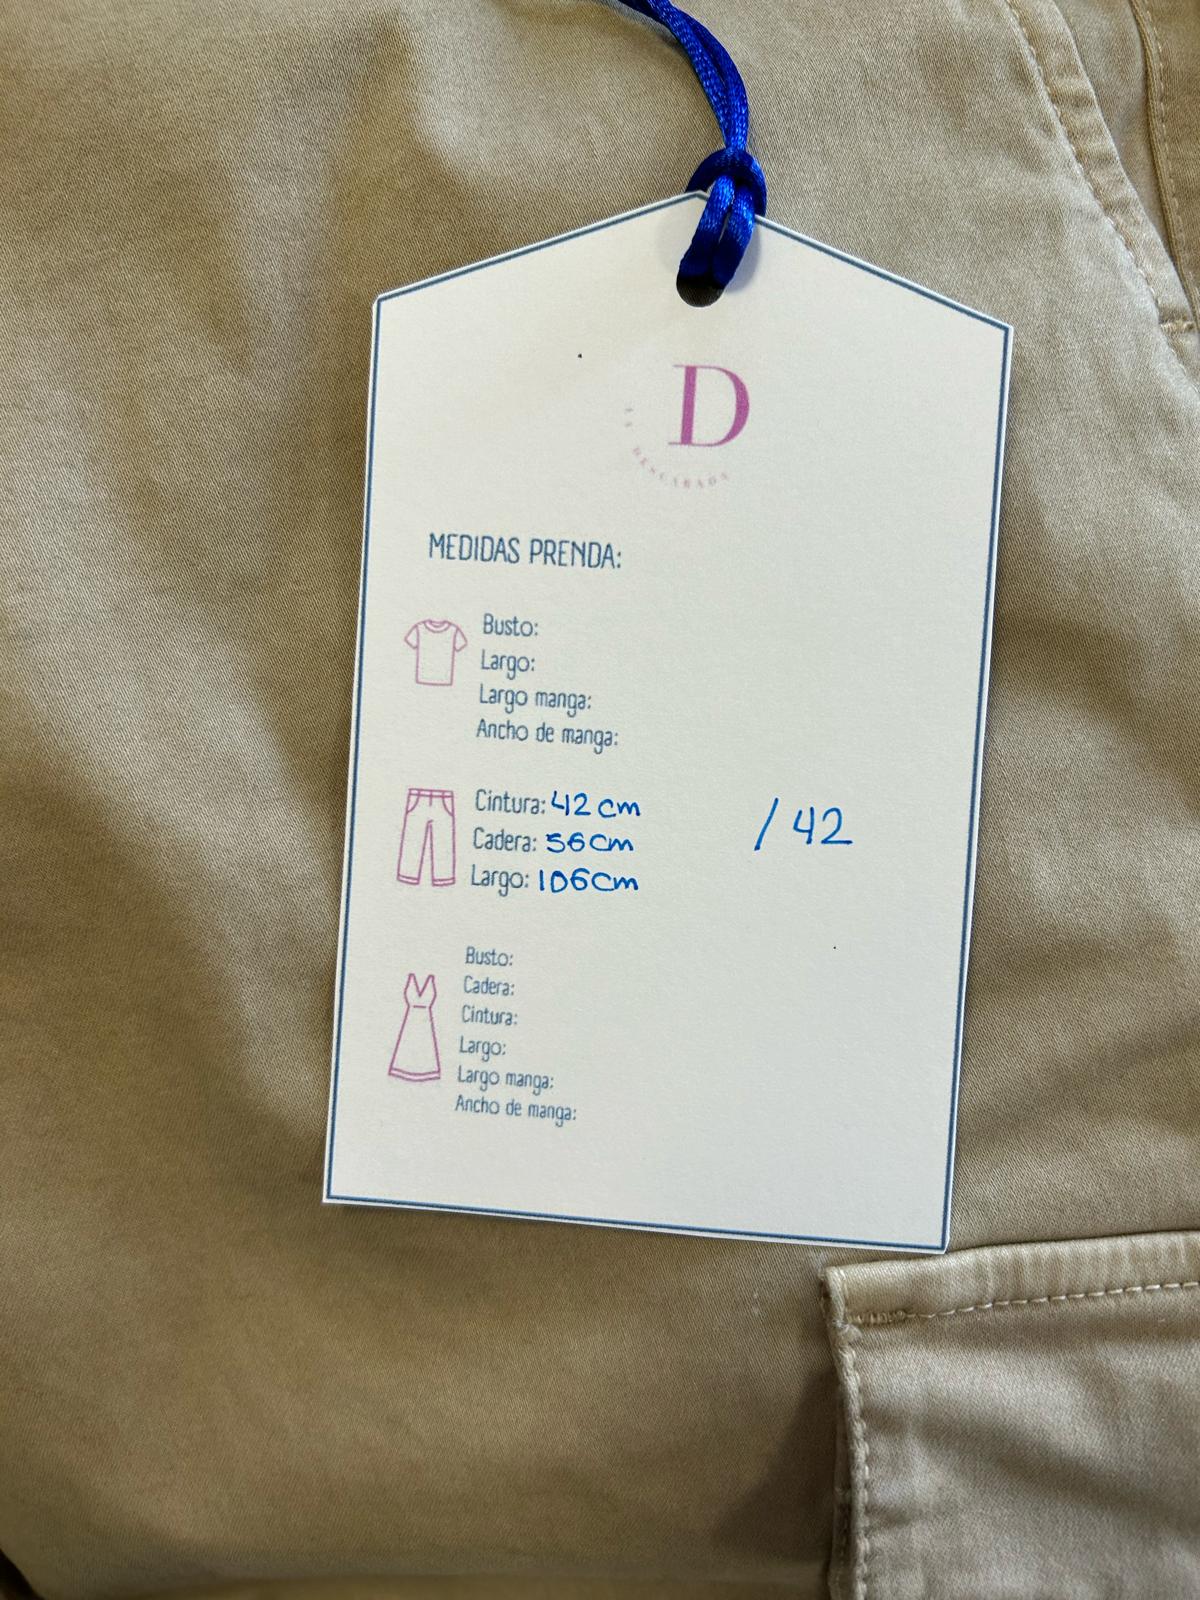 D
DESCARADA
MEDIDAS PRENDA:
Busto:
Largo:
Largo manga:
Ancho de manga:
Cintura: 42 cm / 42
Cadera: 56cm
Largo: 106cm
Busto:
Cadera:
Cintura:
Largo:
Largo manga:
Ancho de manga: